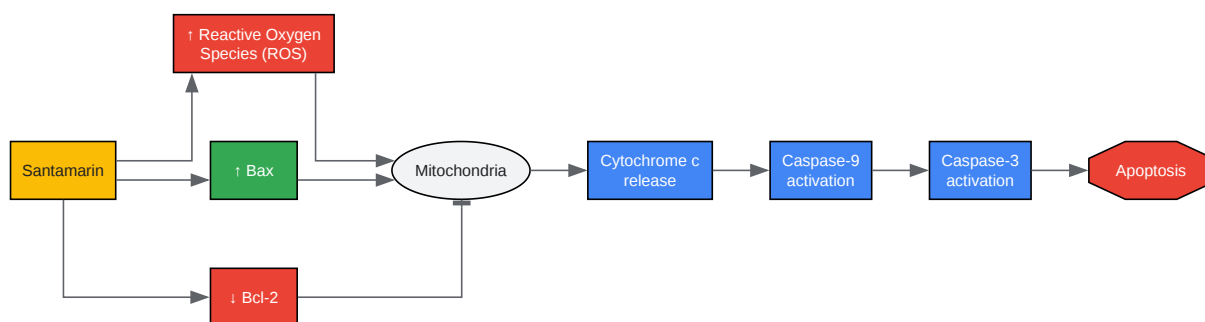 ↑ Reactive Oxygen
Species (ROS)
Santamarin
↑ Bax
Mitochondria
Cytochrome c
release
Caspase-9
activation
Caspase-3
activation
Apoptosis
↓ Bcl-2